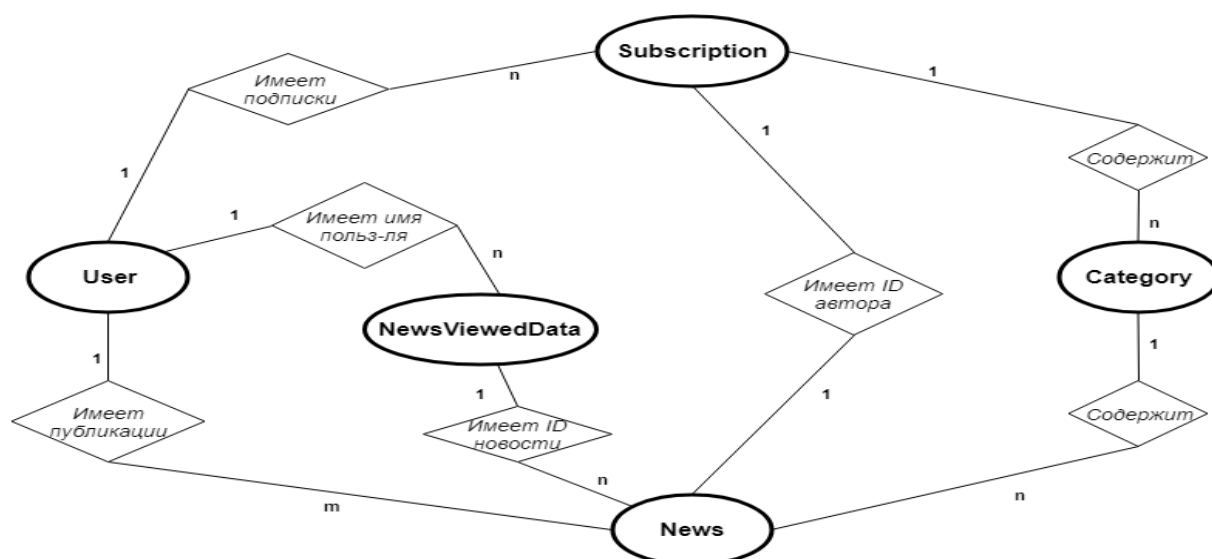 Subscription
Имеет
подписки
n
1
1
1
Содержит
1
Имеет имя
польз-ля
n
n
User
Category
Имеет ID
автора
NewsViewedData
1
1
1
1
Имеет
публикации
Имеет ID
новости
Содержит
n
n
m
News